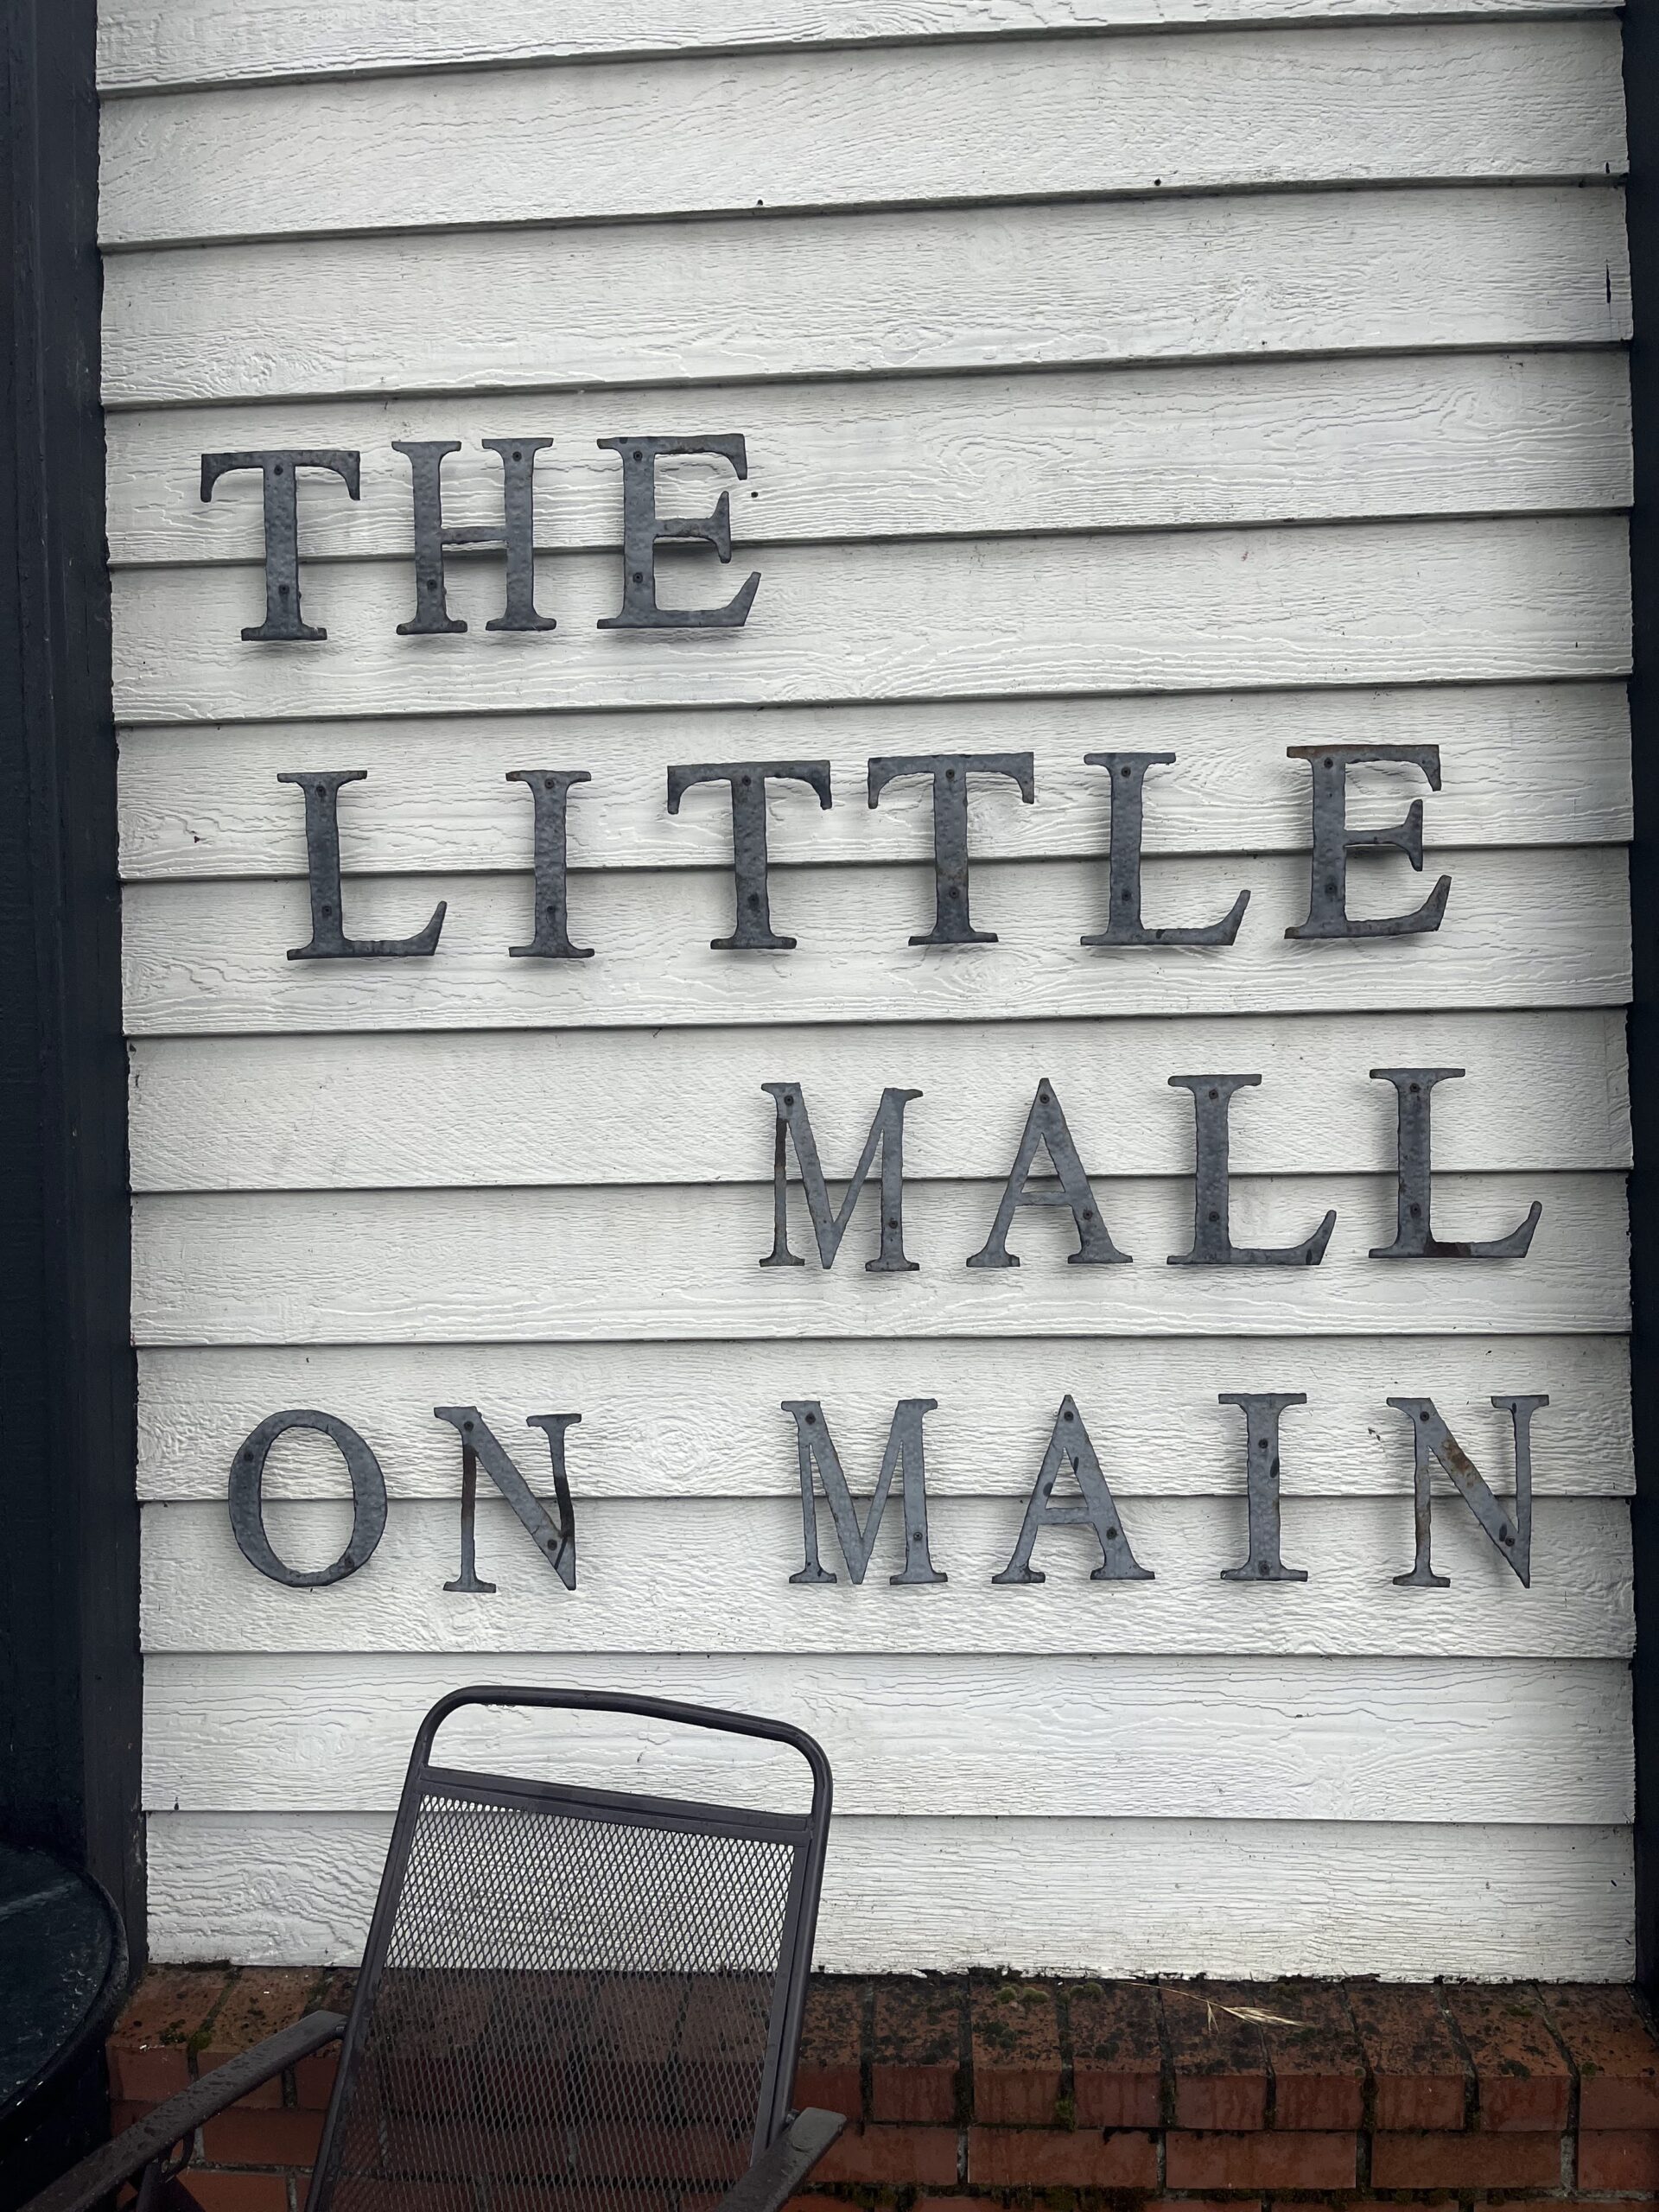 THE
LITTLE
MALL
ON MAIN